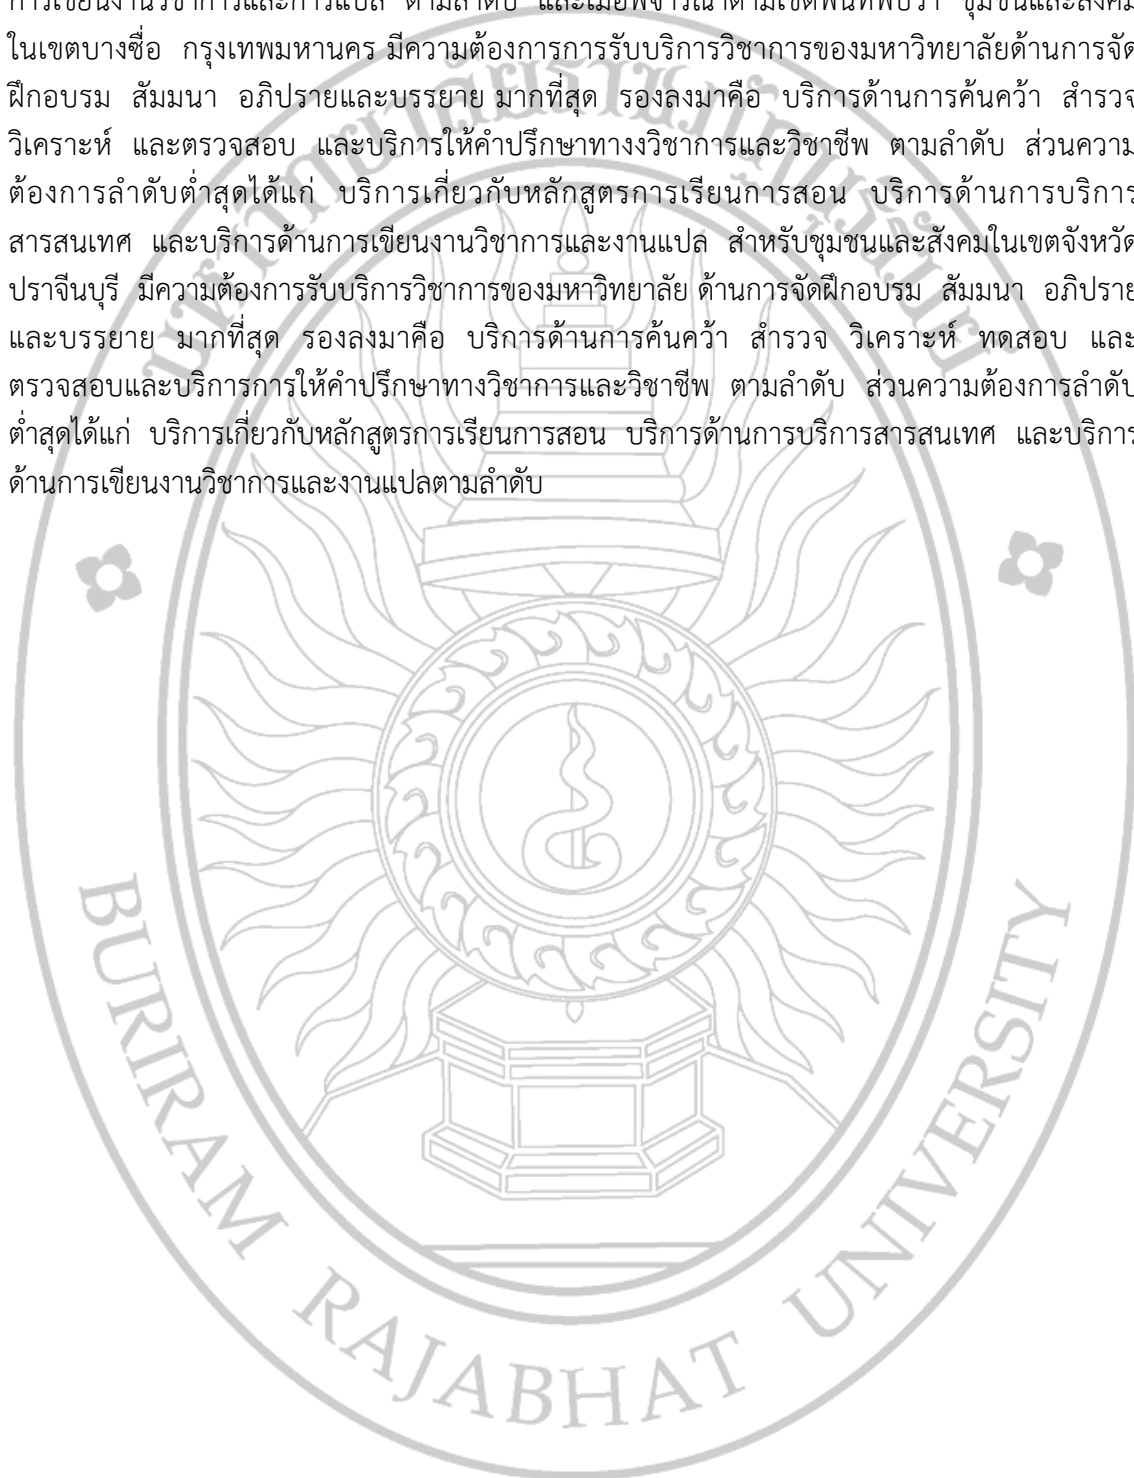 การเขียนงานวิชาการและการแปล ตามลำดับ และเมื่อพิจารณาตามเขตพื้นที่พบว่า ชุมชนและสังคม
ในเขตบางซื่อ กรุงเทพมหานคร มีความต้องการการรับบริการวิชาการของมหาวิทยาลัยด้านการจัด
ฝึกอบรม สัมมนา อภิปรายและบรรยาย มากที่สุด รองลงมาคือ บริการด้านการค้นคว้า สำรวจ
วิเคราะห์ และตรวจสอบ และบริการให้คำปรึกษาทางงวิชาการและวิชาชีพ ตามลำดับ ส่วนความ
ต้องการลำดับต่ำสุดได้แก่ บริการเกี่ยวกับหลักสูตรการเรียนการสอน บริการด้านการบริการ
สารสนเทศ และบริการด้านการเขียนงานวิชาการและงานแปล สำหรับชุมชนและสังคมในเขตจังหวัด
ปราจีนบุรี มีความต้องการรับบริการวิชาการของมหาวิทยาลัย ด้านการจัดฝึกอบรม สัมมนา อภิปราย
และบรรยาย มากที่สุด รองลงมาคือ บริการด้านการค้นคว้า สำรวจ วิเคราะห์ ทดสอบ และ
ตรวจสอบและบริการการให้คำปรึกษาทางวิชาการและวิชาชีพ ตามลำดับ ส่วนความต้องการลำดับ
ต่ำสุดได้แก่ บริการเกี่ยวกับหลักสูตรการเรียนการสอน บริการด้านการบริการสารสนเทศ และบริการ
ด้านการเขียนงานวิชาการและงานแปลตามลำดับ
มหาวิทยาลัยราชภัฏบุรีรัมย์
BURIRAM RAJABHAT UNIVERSITY